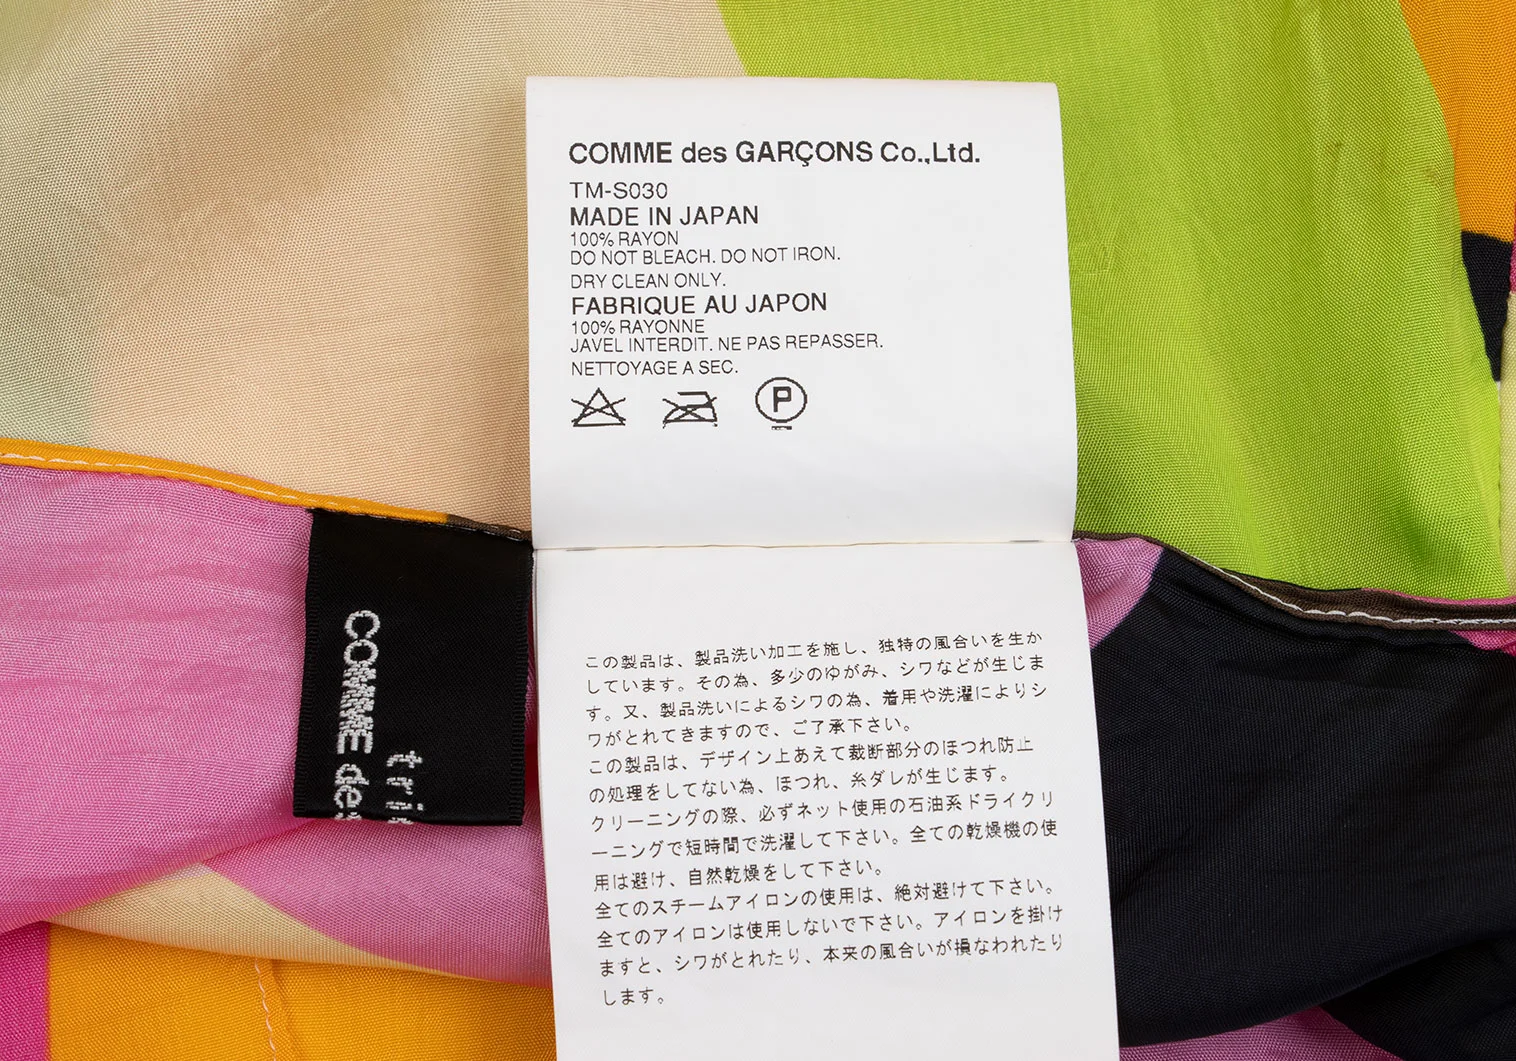 COMME des GARÇONS Co.,Ltd.
TM-S030
MADE IN JAPAN
100% RAYON
DO NOT BLEACH. DO NOT IRON.
DRY CLEAN ONLY.
FABRIQUE AU JAPON
100% RAYONNE
JAVEL INTERDIT. NE PAS REPASSER.
NETTOYAGE A SEC.
P
COMME des
tri
この製品は、製品洗い加工を施し、独特の風合いを生か
しています。その為、多少のゆがみ、シワなどが生じま
す。又、製品洗いによるシワの為、着用や洗濯によりシ
ワがとれてきますので、ご了承下さい。
この製品は、デザイン上あえて裁断部分のほつれ防止
の処理をしてない為、ほつれ、糸ダレが生じます。
クリーニングの際、必ずネット使用の石油系ドライクリ
ーニングで短時間で洗濯して下さい。全ての乾燥機の使
用は避け、自然乾燥をして下さい。
全てのスチームアイロンの使用は、絶対避けて下さい。
全てのアイロンは使用しないで下さい。アイロンを掛け
ますと、シワがとれたり、本来の風合いが損なわれたり
します。